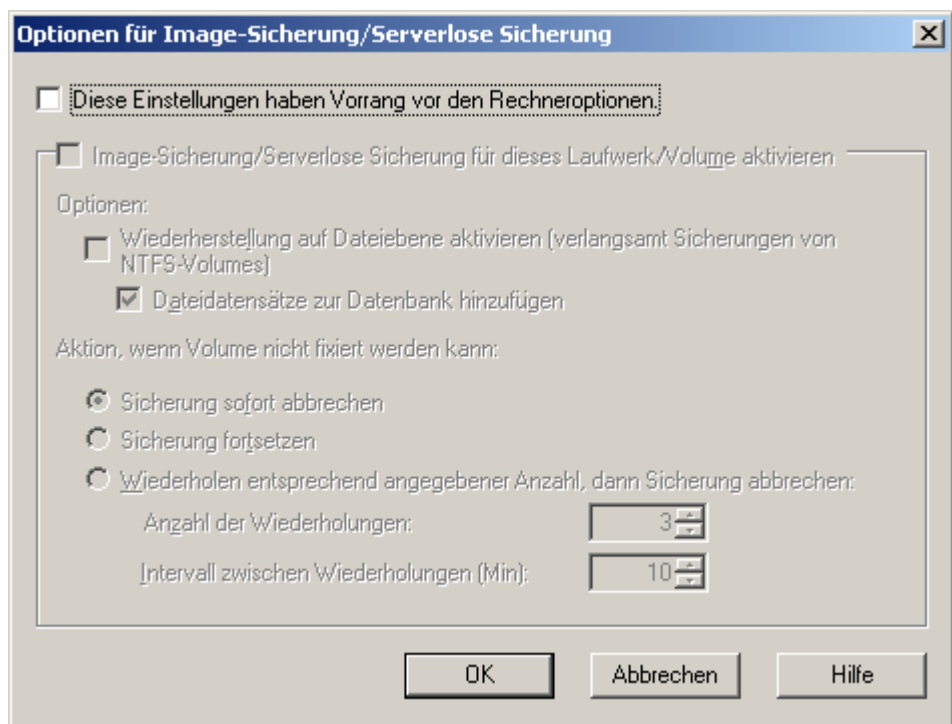 Optionen für Image-Sicherung/Serverlose Sicherung
Diese Einstellungen haben Vorrang vor den Rechneroptionen.
Image-Sicherung/Serverlose Sicherung für dieses Laufwerk/Volume aktivieren
Optionen:
Wiederherstellung auf Dateiebene aktivieren (verlangsamt Sicherungen von
NTFS-Volumes)
Dateidatensätze zur Datenbank hinzufügen
Aktion, wenn Volume nicht fixiert werden kann:
Sicherung sofort abbrechen
Sicherung fortsetzen
Wiederholen entsprechend angegebener Anzahl, dann Sicherung abbrechen:
Anzahl der Wiederholungen: 3
Intervall zwischen Wiederholungen (Min): 10
OK Abbrechen Hilfe